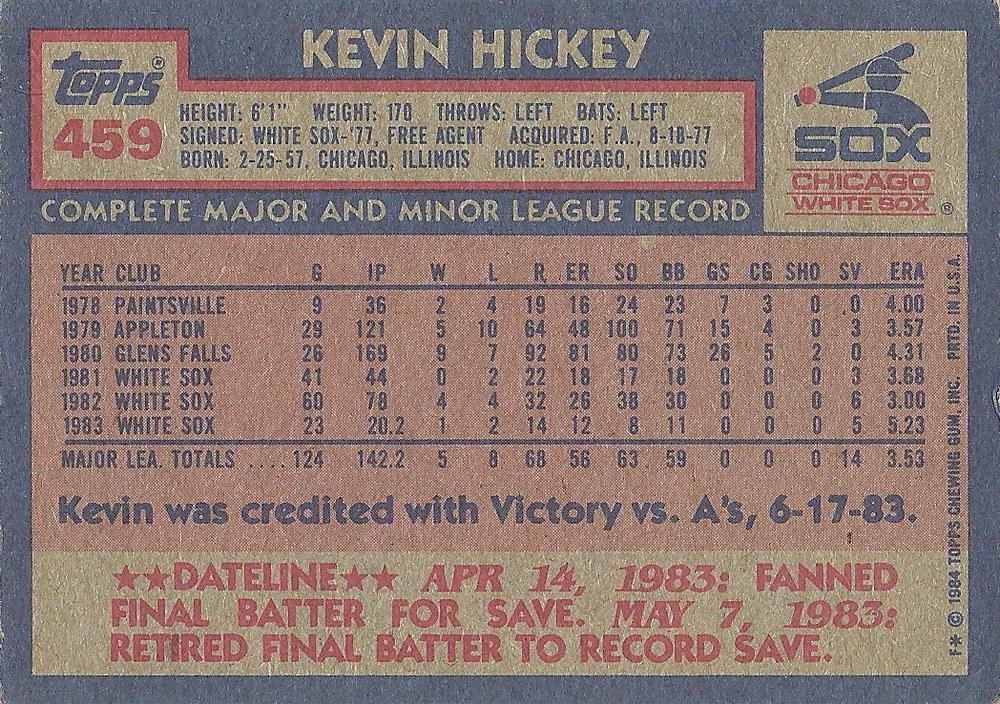 KEVIN HICKEY
Topps®
459
HEIGHT: 6'1" WEIGHT: 170 THROWS: LEFT BATS: LEFT
SIGNED: WHITE SOX-'77, FREE AGENT ACQUIRED: F.A., 8-18-77
BORN: 2-25-57, CHICAGO, ILLINOIS HOME: CHICAGO, ILLINOIS
SOX
CHICAGO
WHITE SOX ®
COMPLETE MAJOR AND MINOR LEAGUE RECORD
YEAR CLUB G IP W L R ER SO BB GS CG SHO SV ERA
1978 PAINTSVILLE 9 36 2 4 19 16 24 23 7 3 0 0 4.00
1979 APPLETON 29 121 5 10 64 48 100 71 15 4 0 3 3.57
1980 GLENS FALLS 26 169 9 7 92 81 80 73 26 5 2 0 4.31
1981 WHITE SOX 41 44 0 2 22 18 17 18 0 0 0 3 3.68
1982 WHITE SOX 60 78 4 4 32 26 38 30 0 0 0 6 3.00
1983 WHITE SOX 23 20.2 1 2 14 12 8 11 0 0 0 5 5.23
MAJOR LEA. TOTALS .... 124 142.2 5 8 68 56 63 59 0 0 0 14 3.53
Kevin was credited with Victory vs. A's, 6-17-83.
★★DATELINE★★ APR 14, 1983: FANNED
FINAL BATTER FOR SAVE. MAY 7, 1983:
RETIRED FINAL BATTER TO RECORD SAVE.
F* © 1984 TOPPS CHEWING GUM, INC. PRTD. IN U.S.A.